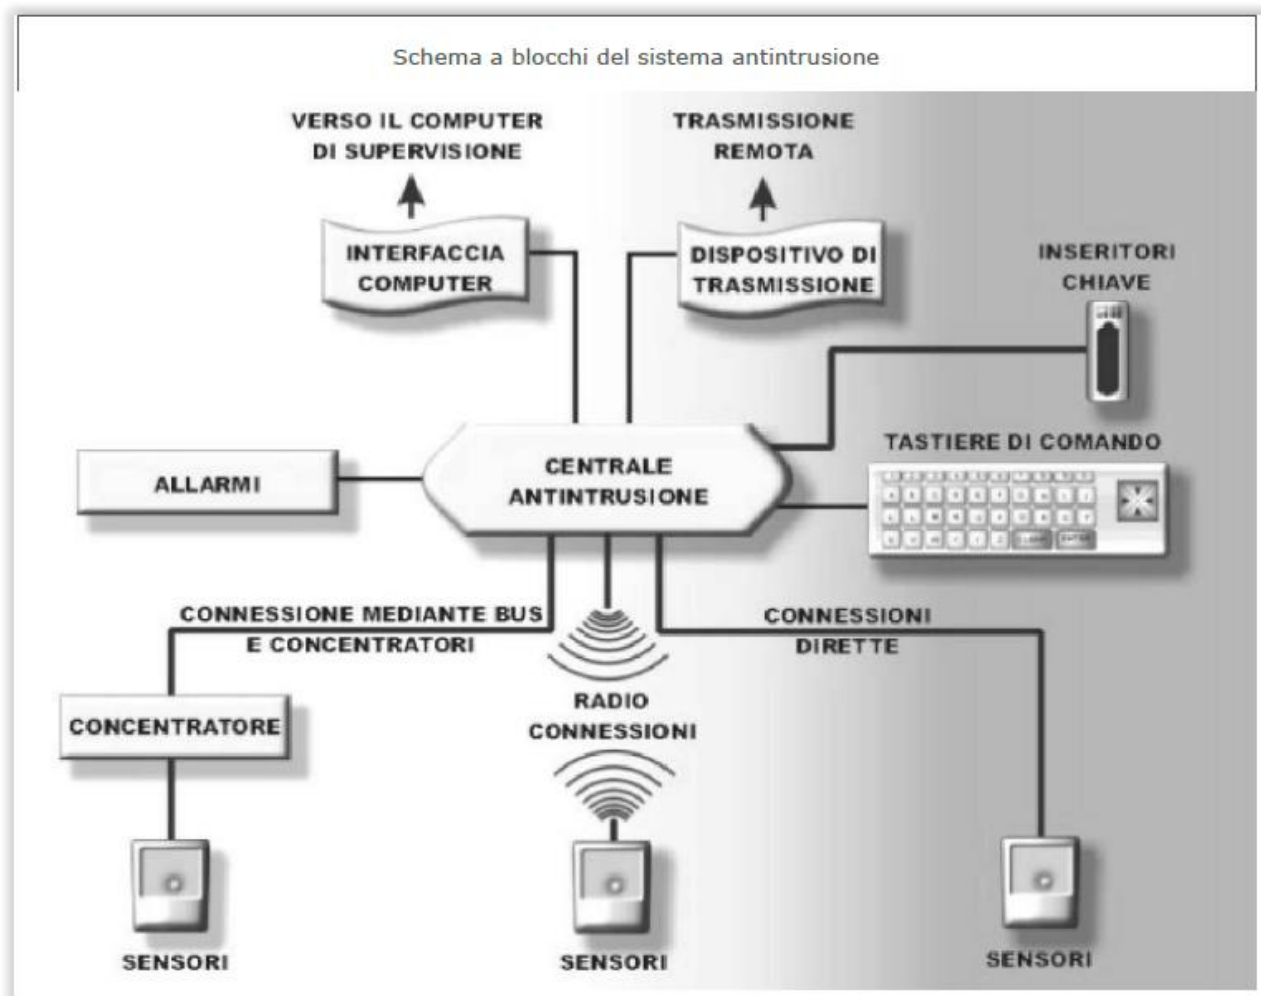 Schema a blocchi del sistema antintrusione
VERSO IL COMPUTER
DI SUPERVISIONE
TRASMISSIONE
REMOTA
INTERFACCIA
COMPUTER
DISPOSITIVO DI
TRASMISSIONE
INSERITORI
CHIAVE
TASTIERE DI COMANDO
ALLARMI
CENTRALE
ANTINTRUSIONE
CONNESSIONE MEDIANTE BUS
E CONCENTRATORI
CONNESSIONI
DIRETTE
RADIO
CONNESSIONI
CONCENTRATORE
SENSORI
SENSORI
SENSORI